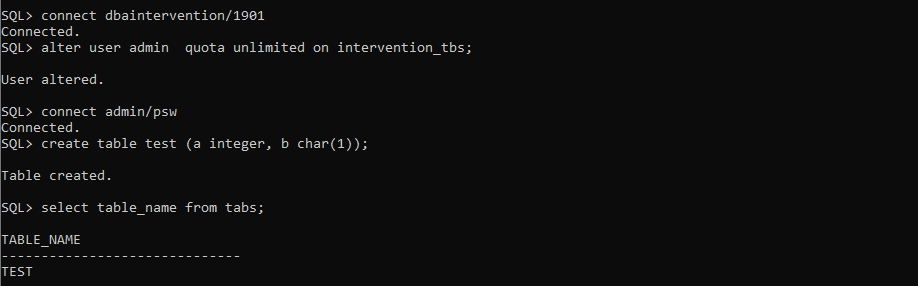 SQL> connect dbaintervention/1901
Connected.
SQL> alter user admin  quota unlimited on intervention_tbs;
User altered.
SQL> connect admin/psw
Connected.
SQL> create table test (a integer, b char(1));
Table created.
SQL> select table_name from tabs;
TABLE_NAME
------------------------------
TEST